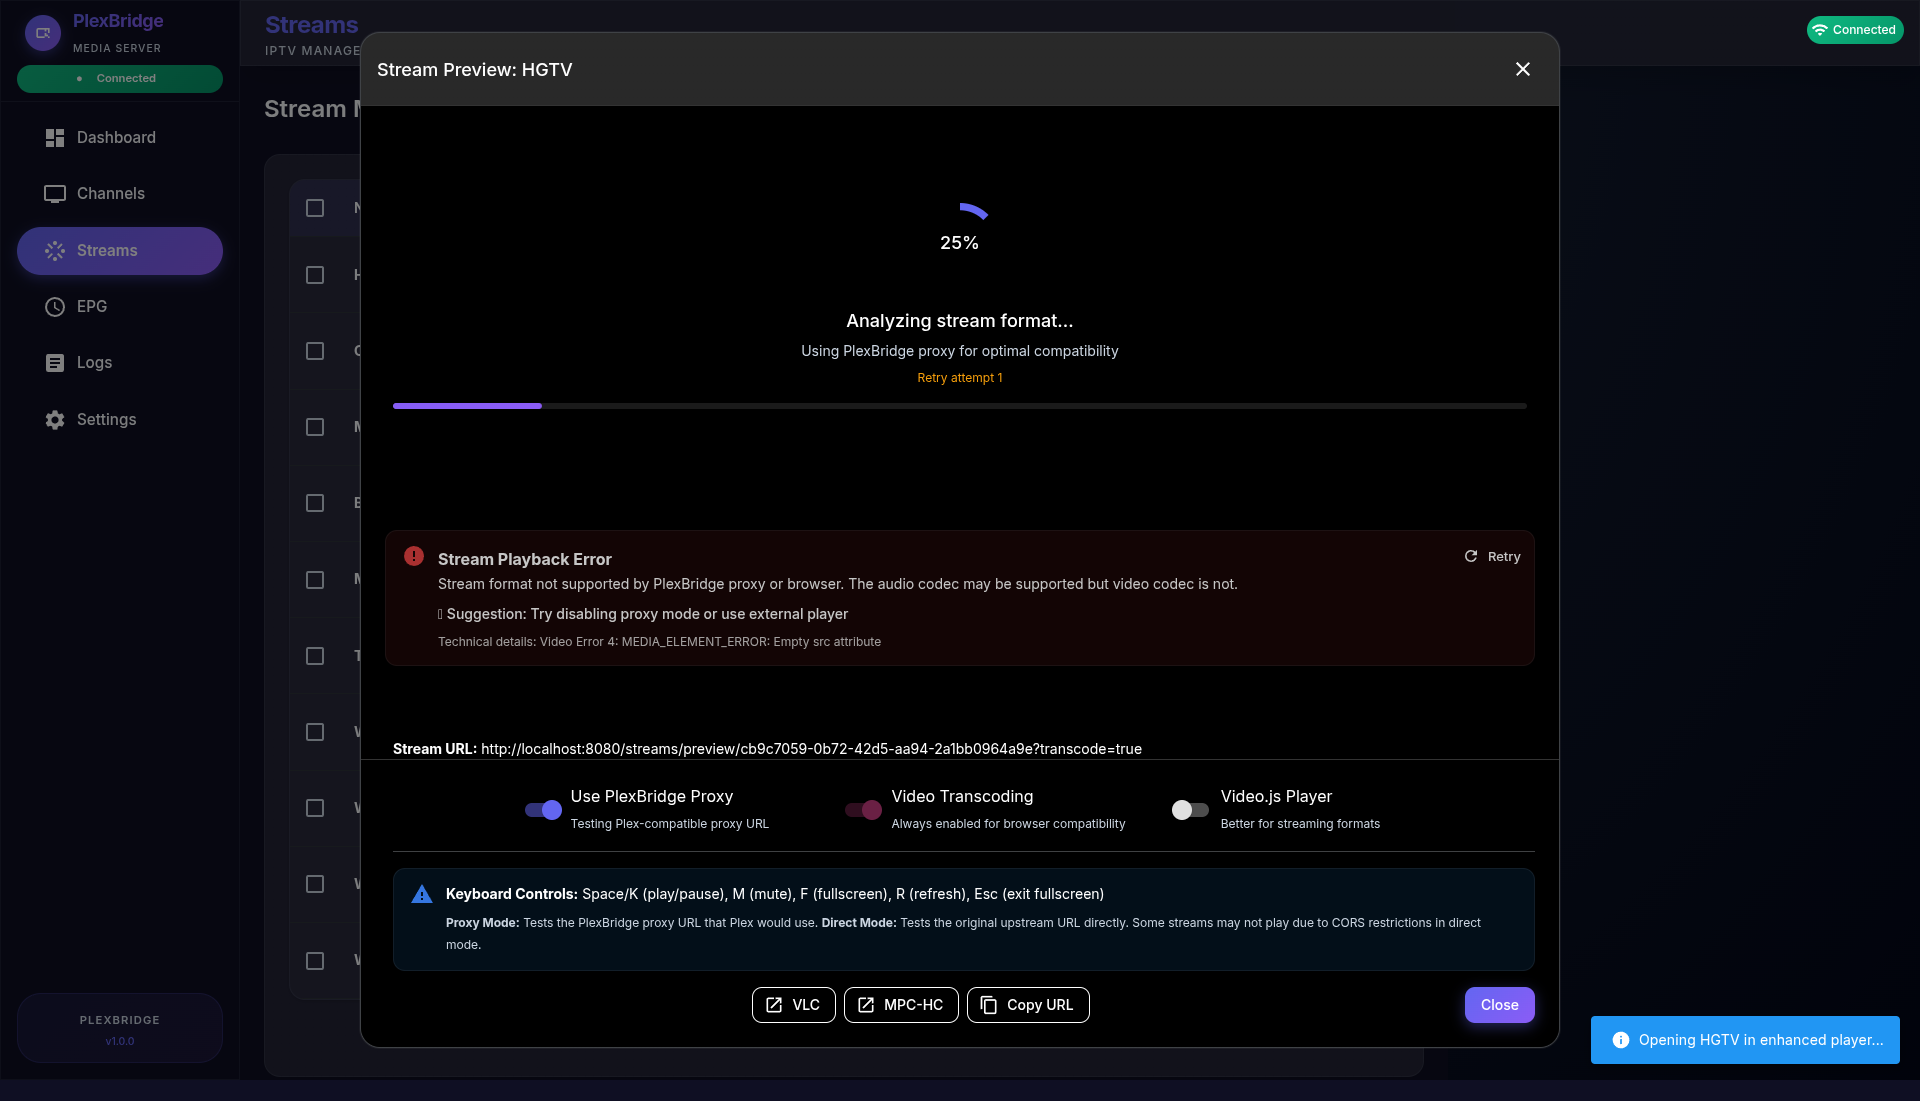 PlexBridge
MEDIA SERVER
Connected
Dashboard
Channels
Streams
EPG
Logs
Settings
PLEXBRIDGE
v1.0.0
Streams
IPTV MANAGE
Connected
Stream
Stream Preview: HGTV
25%
Analyzing stream format...
Using PlexBridge proxy for optimal compatibility
Retry attempt 1
Stream Playback Error
Retry
Stream format not supported by PlexBridge proxy or browser. The audio codec may be supported but video codec is not.
Suggestion: Try disabling proxy mode or use external player
Technical details: Video Error 4: MEDIA_ELEMENT_ERROR: Empty src attribute
Stream URL: http://localhost:8080/streams/preview/cb9c7059-0b72-42d5-aa94-2a1bb0964a9e?transcode=true
Use PlexBridge Proxy
Testing Plex-compatible proxy URL
Video Transcoding
Always enabled for browser compatibility
Video.js Player
Better for streaming formats
Keyboard Controls: Space/K (play/pause), M (mute), F (fullscreen), R (refresh), Esc (exit fullscreen)
Proxy Mode: Tests the PlexBridge proxy URL that Plex would use. Direct Mode: Tests the original upstream URL directly. Some streams may not play due to CORS restrictions in direct
mode.
VLC
MPC-HC
Copy URL
Close
Opening HGTV in enhanced player...